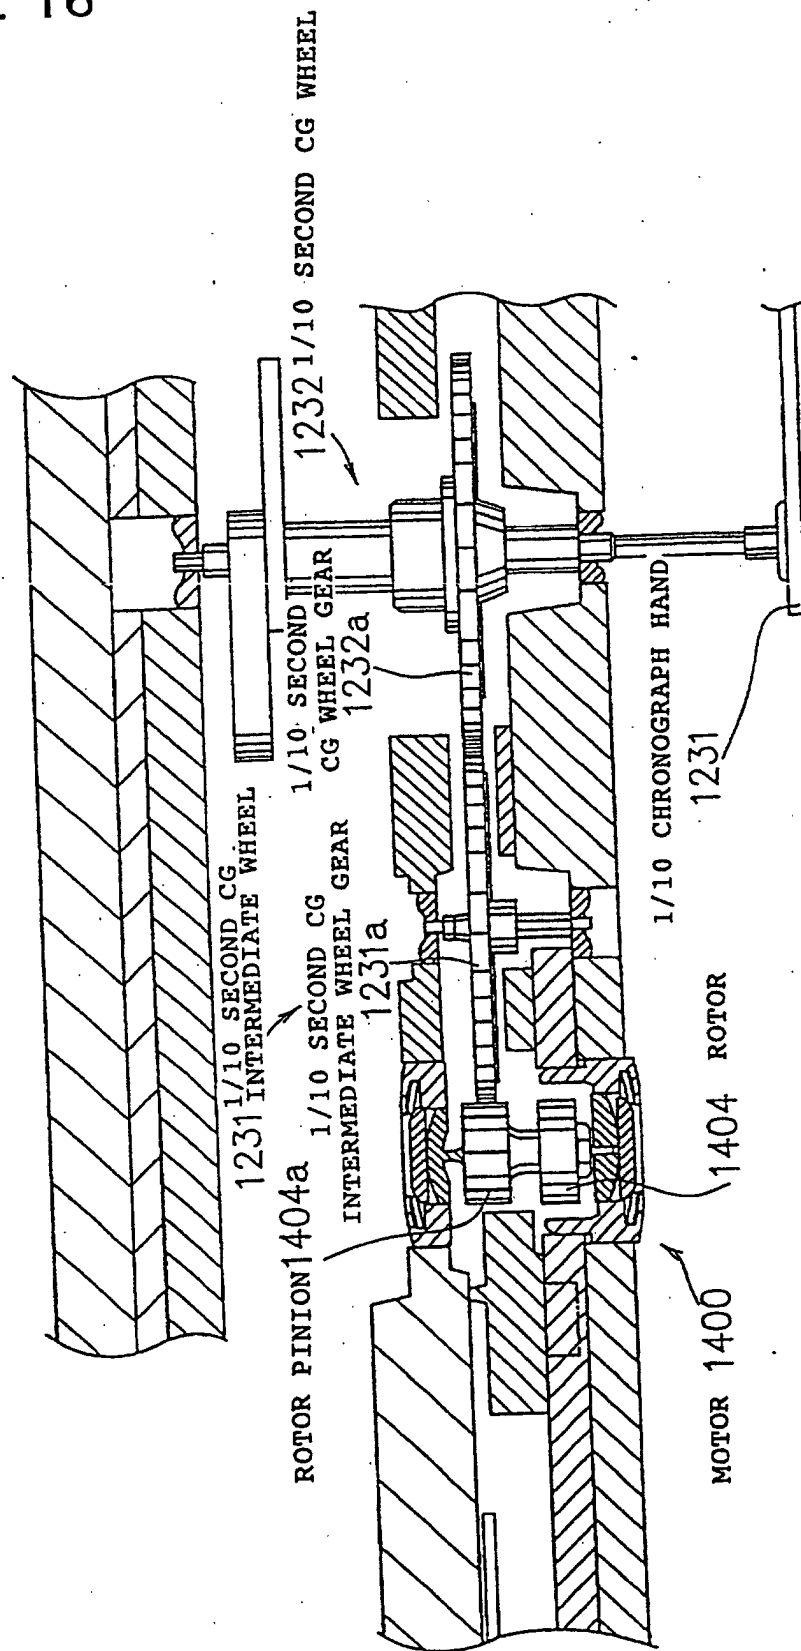 . 16
1/10 SECOND CG WHEEL
1232
1/10 SECOND
CG WHEEL GEAR
1232a
1/10 SECOND CG
INTERMEDIATE WHEEL
1231
1/10 SECOND CG
INTERMEDIATE WHEEL GEAR
1231a
ROTOR PINION 1404a
1/10 CHRONOGRAPH HAND
1231
1404 ROTOR
MOTOR 1400